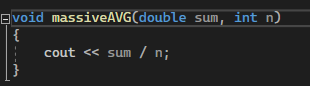 void massiveAVG(double sum, int n)
{
    cout << sum / n;
}